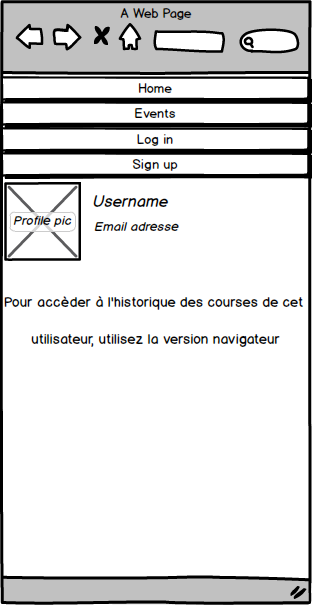 A Web Page
Home
Events
Log in
Sign up
Profile pic
Username
Email adresse
Pour accèder à l'historique des courses de cet
utilisateur, utilisez la version navigateur